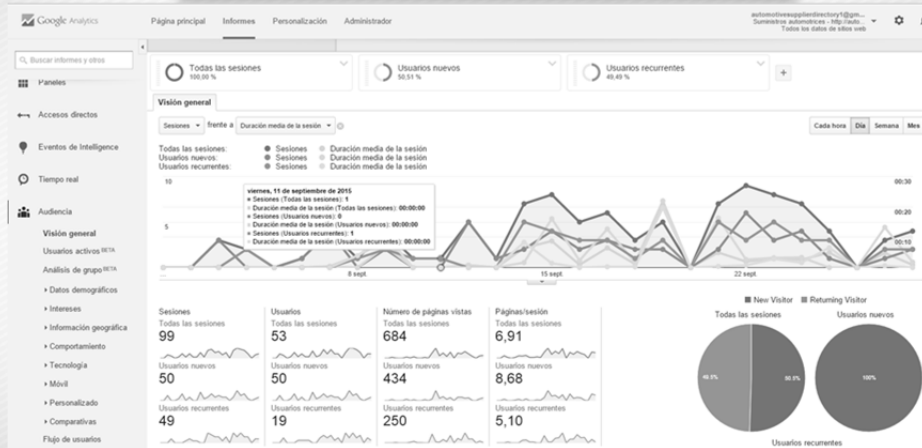 Google Analytics
Página principal Informes Personalización Administrador
automotivesupplierdirectory1@gm...
Suministros automotrices - http://auto...
Todos los datos de sitios web
Buscar informes y otros
Paneles
Accesos directos
Eventos de Intelligence
Tiempo real
Audiencia
Visión general
Usuarios activos BETA
Análisis de grupo BETA
Datos demográficos
Intereses
Información geográfica
Comportamiento
Tecnología
Móvil
Personalizado
Comparativas
Flujo de usuarios
Todas las sesiones
100,00 %
Usuarios nuevos
50,51 %
Usuarios recurrentes
49,49 %
+
Visión general
Sesiones frente a Duración media de la sesión
Cada hora Día Semana Mes
Todas las sesiones: Sesiones Duración media de la sesión
Usuarios nuevos: Sesiones Duración media de la sesión
Usuarios recurrentes: Sesiones Duración media de la sesión
10
00:30
viernes, 11 de septiembre de 2015
Sesiones (Todas las sesiones): 1
Duración media de la sesión (Todas las sesiones): 00:00:00
Sesiones (Usuarios nuevos): 0
Duración media de la sesión (Usuarios nuevos): 00:00:00
Sesiones (Usuarios recurrentes): 1
Duración media de la sesión (Usuarios recurrentes): 00:00:00
00:20
5
00:10
...
8 sept.
15 sept.
22 sept.
Sesiones
Todas las sesiones
99
Usuarios nuevos
50
Usuarios recurrentes
49
Usuarios
Todas las sesiones
53
Usuarios nuevos
50
Usuarios recurrentes
19
Número de páginas vistas
Todas las sesiones
684
Usuarios nuevos
434
Usuarios recurrentes
250
Páginas/sesión
Todas las sesiones
6,91
Usuarios nuevos
8,68
Usuarios recurrentes
5,10
New Visitor Returning Visitor
Todas las sesiones
49.5%
50.5%
Usuarios nuevos
100%
Usuarios recurrentes